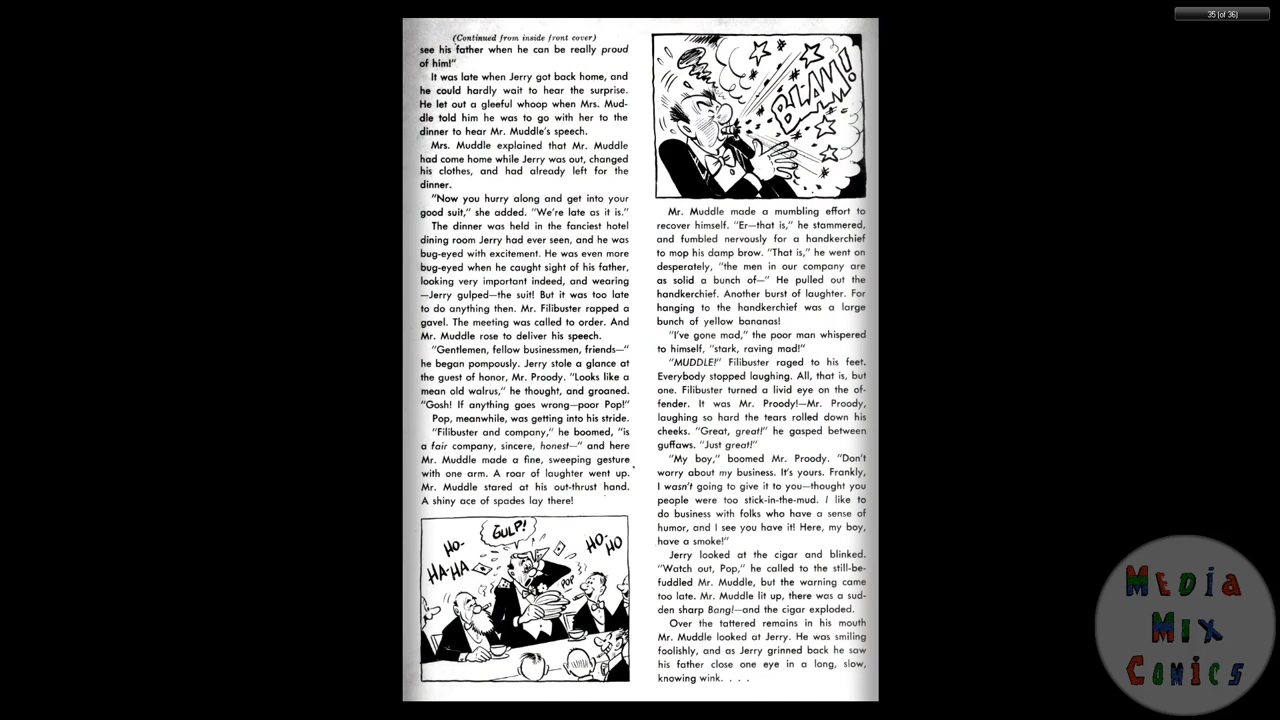 35 (of 36)
(Continued from inside front cover)
see his father when he can be really proud
of him!"
It was late when Jerry got back home, and
he could hardly wait to hear the surprise.
He let out a gleeful whoop when Mrs. Mud-
dle told him he was to go with her to the
dinner to hear Mr. Muddle's speech.
Mrs. Muddle explained that Mr. Muddle
had come home while Jerry was out, changed
his clothes, and had already left for the
dinner.
"Now you hurry along and get into your
good suit," she added. "We're late as it is."
The dinner was held in the fanciest hotel
dining room Jerry had ever seen, and he was
bug-eyed with excitement. He was even more
bug-eyed when he caught sight of his father,
looking very important indeed, and wearing
—Jerry gulped—the suit! But it was too late
to do anything then. Mr. Filibuster rapped a
gavel. The meeting was called to order. And
Mr. Muddle rose to deliver his speech.
"Gentlemen, fellow businessmen, friends—"
he began pompously. Jerry stole a glance at
the guest of honor, Mr. Proody. "Looks like a
mean old walrus," he thought, and groaned.
"Gosh! If anything goes wrong—poor Pop!"
Pop, meanwhile, was getting into his stride.
"Filibuster and company," he boomed, "is
a fair company, sincere, honest—" and here
Mr. Muddle made a fine, sweeping gesture
with one arm. A roar of laughter went up.
Mr. Muddle stared at his out-thrust hand.
A shiny ace of spades lay there!
GULP!
HO-
HA-HA
HO-
HO
POP
BLAM!
Mr. Muddle made a mumbling effort to
recover himself. "Er—that is," he stammered,
and fumbled nervously for a handkerchief
to mop his damp brow. "That is," he went on
desperately, "the men in our company are
as solid a bunch of—" He pulled out the
handkerchief. Another burst of laughter. For
hanging to the handkerchief was a large
bunch of yellow bananas!
"I've gone mad," the poor man whispered
to himself, "stark, raving mad!"
"MUDDLE!" Filibuster raged to his feet.
Everybody stopped laughing. All, that is, but
one. Filibuster turned a livid eye on the of-
fender. It was Mr. Proody!—Mr. Proody,
laughing so hard the tears rolled down his
cheeks. "Great, great!" he gasped between
guffaws. "Just great!"
"My boy," boomed Mr. Proody. "Don't
worry about my business. It's yours. Frankly,
I wasn't going to give it to you—thought you
people were too stick-in-the-mud. I like to
do business with folks who have a sense of
humor, and I see you have it! Here, my boy,
have a smoke!"
Jerry looked at the cigar and blinked.
"Watch out, Pop," he called to the still-be-
fuddled Mr. Muddle, but the warning came
too late. Mr. Muddle lit up, there was a sud-
den sharp Bang!—and the cigar exploded.
Over the tattered remains in his mouth
Mr. Muddle looked at Jerry. He was smiling
foolishly, and as Jerry grinned back he saw
his father close one eye in a long, slow,
knowing wink. . . .
MEDIA
MIX
COMICS